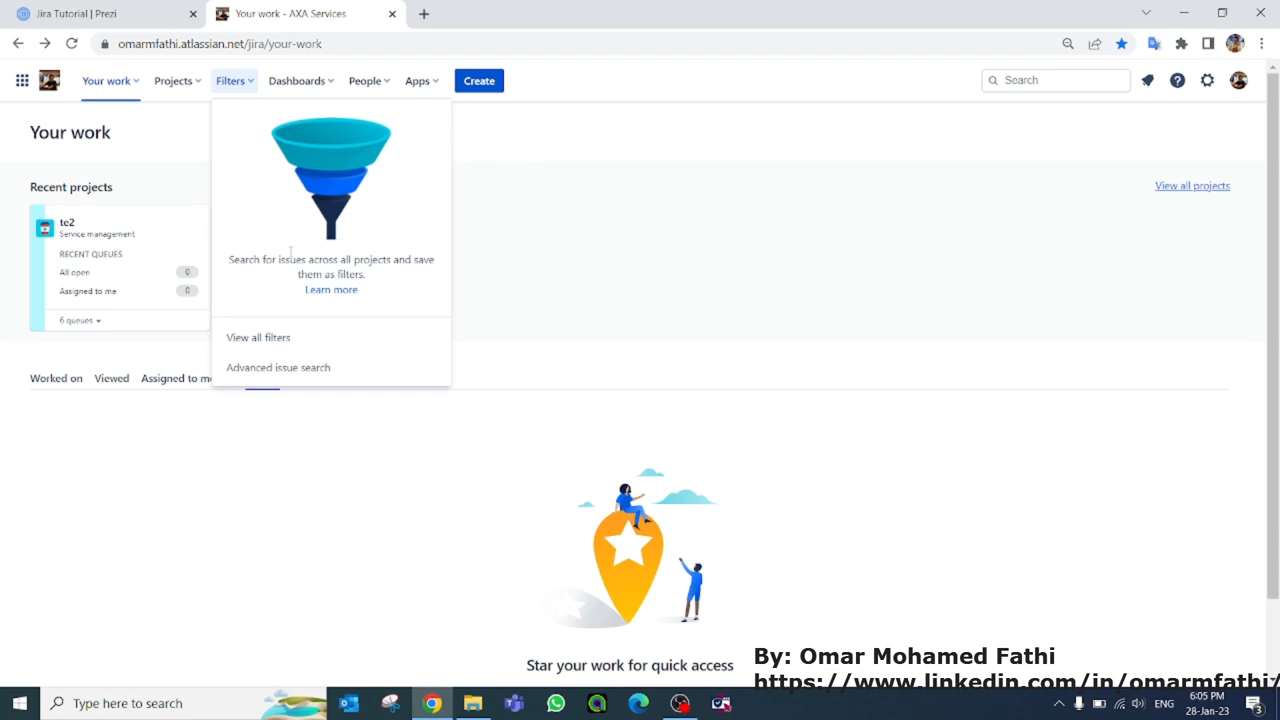 Jira Tutorial | Prezi
Your work - AXA Services
omarmfathi.atlassian.net/jira/your-work
Your work
Projects
Filters
Dashboards
People
Apps
Create
Search
Your work
Recent projects
View all projects
te2
Service management
RECENT QUEUES
All open 0
Assigned to me 0
6 queues
Search for issues across all projects and save
them as filters.
Learn more
View all filters
Advanced issue search
Worked on
Viewed
Assigned to me
Star your work for quick access
By: Omar Mohamed Fathi
https://www.linkedin.com/in/omarmfathi/
Type here to search
ENG
6:05 PM
28-Jan-23
3